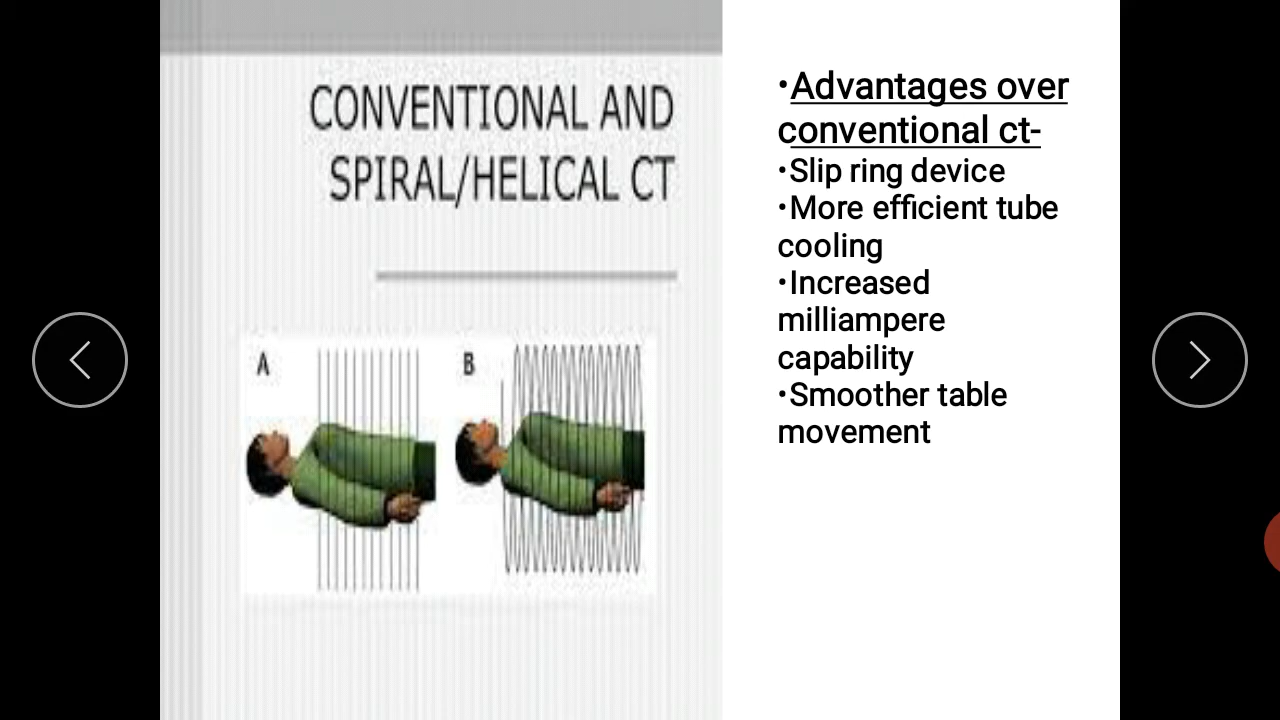 CONVENTIONAL AND
SPIRAL/HELICAL CT
A
B
•Advantages over
conventional ct-
•Slip ring device
•More efficient tube
cooling
•Increased
milliampere
capability
•Smoother table
movement